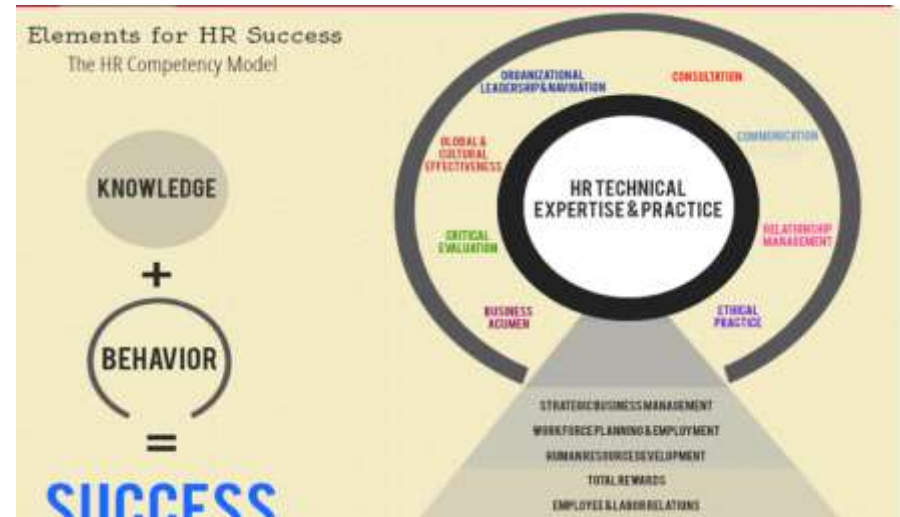 Elements for HR Success
The HR Competency Model
KNOWLEDGE
+
BEHAVIOR
=
SUCCESS
ORGANIZATIONAL
LEADERSHIP & NAVIGATION
CONSULTATION
GLOBAL &
CULTURAL
EFFECTIVENESS
COMMUNICATION
HR TECHNICAL
EXPERTISE & PRACTICE
CRITICAL
EVALUATION
RELATIONSHIP
MANAGEMENT
BUSINESS
ACUMEN
ETHICAL
PRACTICE
STRATEGIC BUSINESS MANAGEMENT
WORKFORCE PLANNING & EMPLOYMENT
HUMAN RESOURCE DEVELOPMENT
TOTAL REWARDS
EMPLOYEE & LABOR RELATIONS